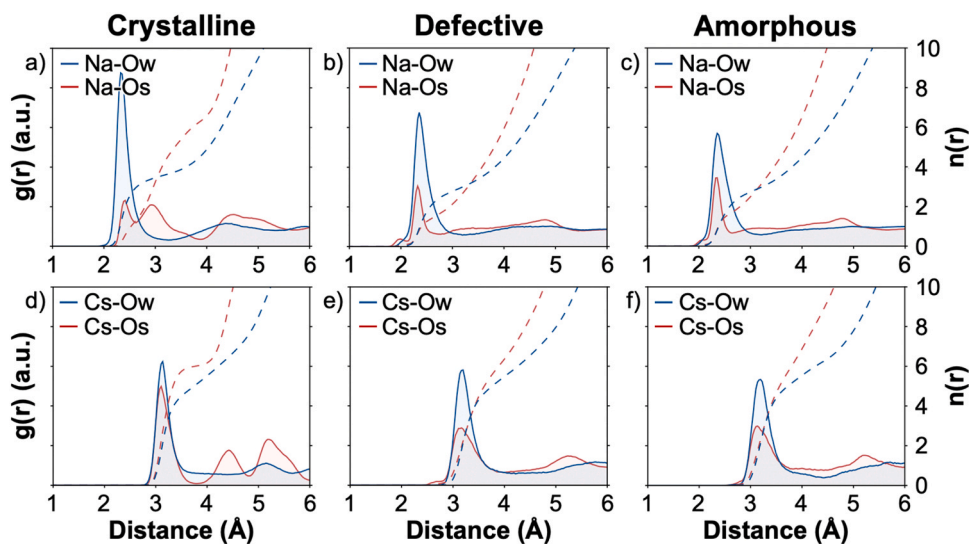 Crystalline Defective Amorphous
a) Na-Ow Na-Os
b) Na-Ow Na-Os
c) Na-Ow Na-Os
g(r) (a.u.)
10
8
6
4
2
0
n(r)
1 2 3 4 5 6
1 2 3 4 5 6
1 2 3 4 5 6
d) Cs-Ow Cs-Os
e) Cs-Ow Cs-Os
f) Cs-Ow Cs-Os
g(r) (a.u.)
10
8
6
4
2
0
n(r)
1 2 3 4 5 6
1 2 3 4 5 6
1 2 3 4 5 6
Distance (Å) Distance (Å) Distance (Å)